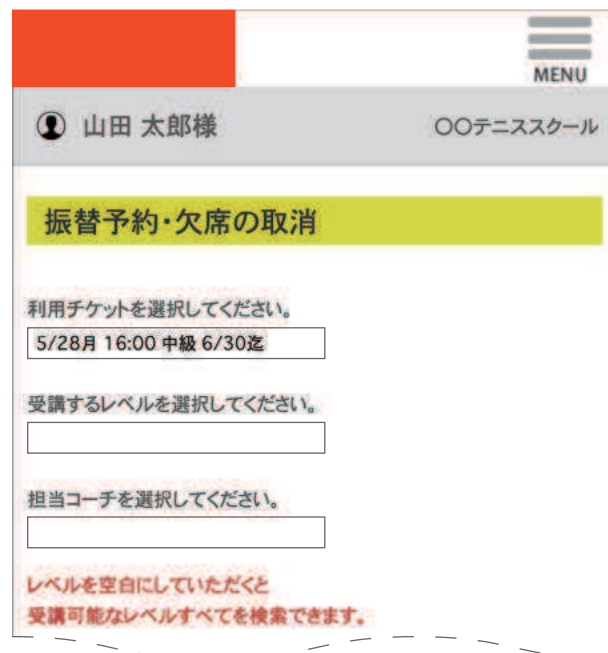 MENU
山田 太郎様 〇〇テニススクール
振替予約・欠席の取消
利用チケットを選択してください。
5/28月 16:00 中級 6/30迄
受講するレベルを選択してください。
担当コーチを選択してください。
レベルを空白にしていただくと
受講可能なレベルすべてを検索できます。